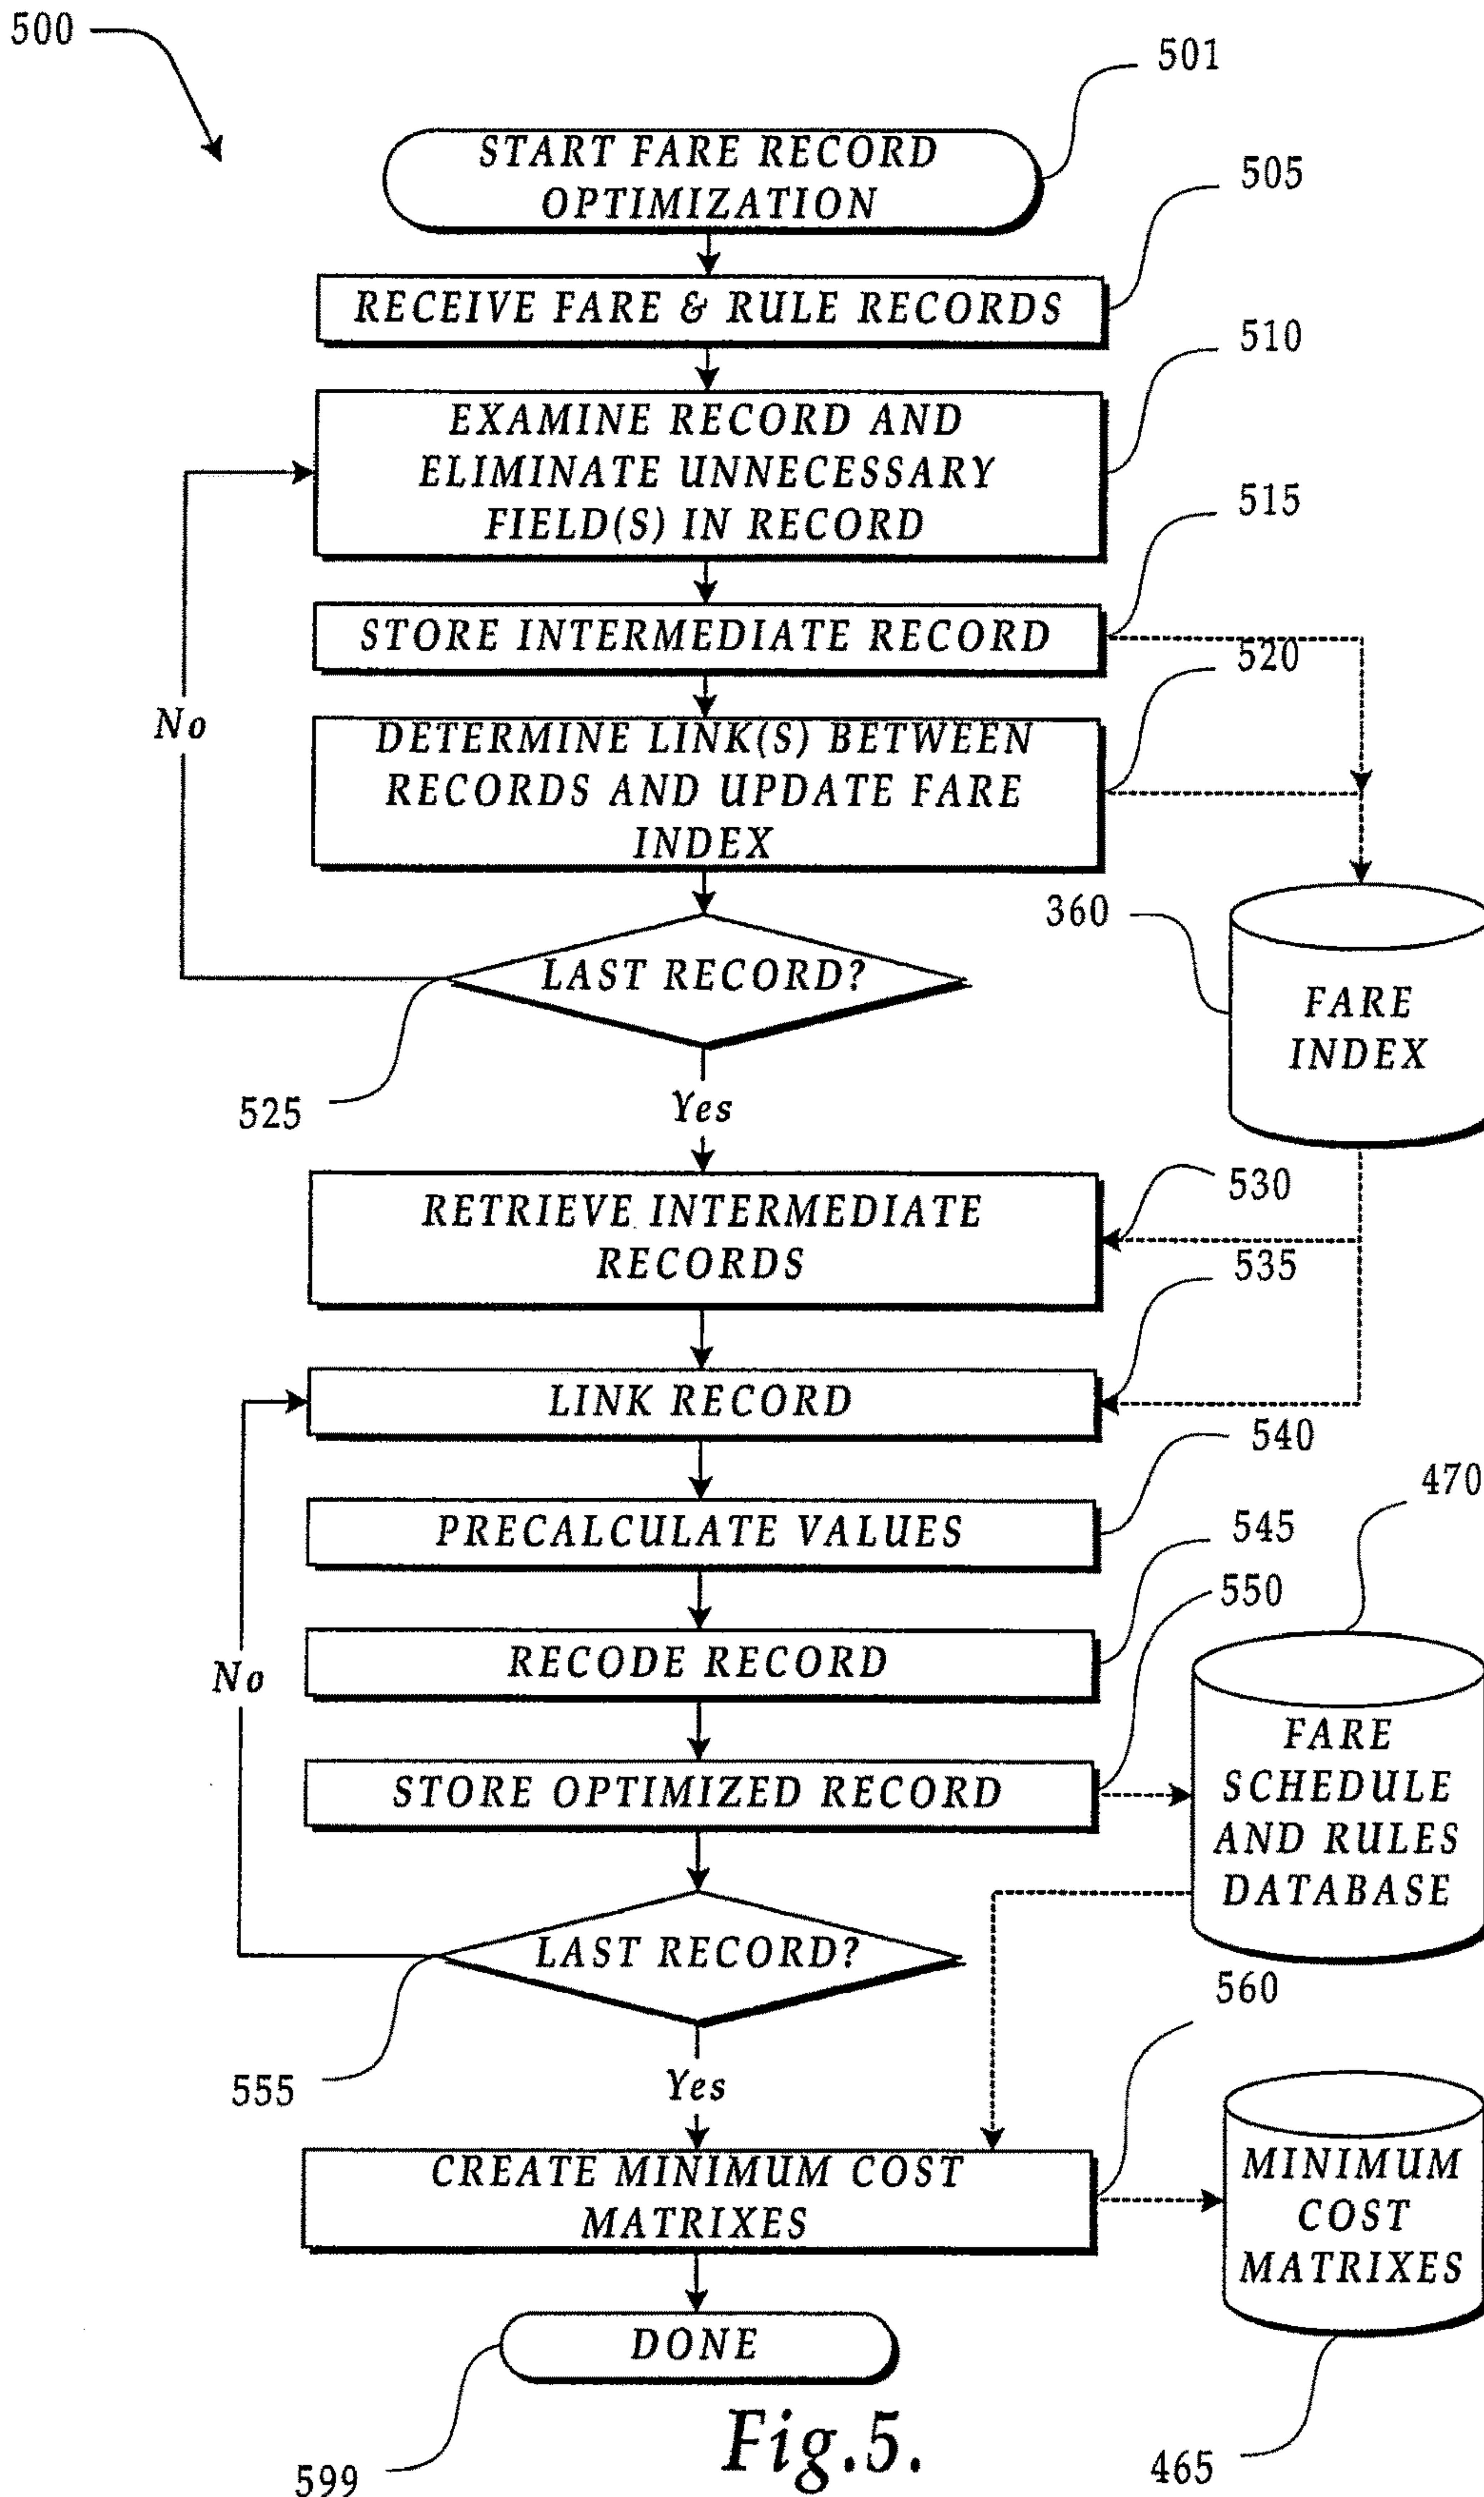 500
501
START FARE RECORD
OPTIMIZATION
505
RECEIVE FARE & RULE RECORDS
510
EXAMINE RECORD AND
ELIMINATE UNNECESSARY
FIELD(S) IN RECORD
515
STORE INTERMEDIATE RECORD
520
No
DETERMINE LINK(S) BETWEEN
RECORDS AND UPDATE FARE
INDEX
360
LAST RECORD?
FARE
INDEX
525
Yes
530
RETRIEVE INTERMEDIATE
RECORDS
535
LINK RECORD
540
470
PRECALCULATE VALUES
545
550
RECODE RECORD
No
FARE
SCHEDULE
AND RULES
DATABASE
STORE OPTIMIZED RECORD
LAST RECORD?
560
555
Yes
CREATE MINIMUM COST
MATRIXES
MINIMUM
COST
MATRIXES
DONE
Fig.5.
599
465